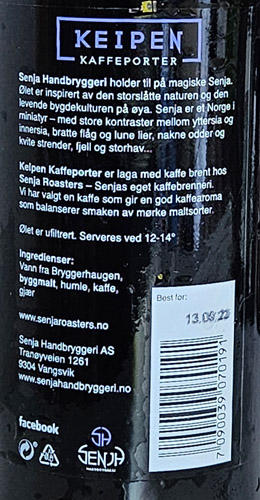 KEIPEN
KAFFEPORTER
Senja Handbryggeri holder til på magiske Senja.
Ølet er inspirert av den storslåtte naturen og den
levende bygdekulturen på øya. Senja er et Norge i
miniatyr – med store kontraster mellom yttersia og
innersia, bratte flåg og lune lier, nakne odder og
kvite strender, fjell og storhav...
Keipen Kaffeporter er laga med kaffe brent hos
Senja Roasters – Senjas eget kaffebrenneri.
Vi har valgt en kaffe som gir en god kaffearoma
som balanserer smaken av mørke maltsorter.
Ølet er ufiltrert. Serveres ved 12-14°
Ingredienser:
Vann fra Bryggerhaugen,
byggmalt, humle, kaffe,
gjær
www.senjaroasters.no
Senja Handbryggeri AS
Tranøyveien 1261
9304 Vangsvik
www.senjahandbryggeri.no
facebook
SENJA
Best før:
13.09.23
7090039070191